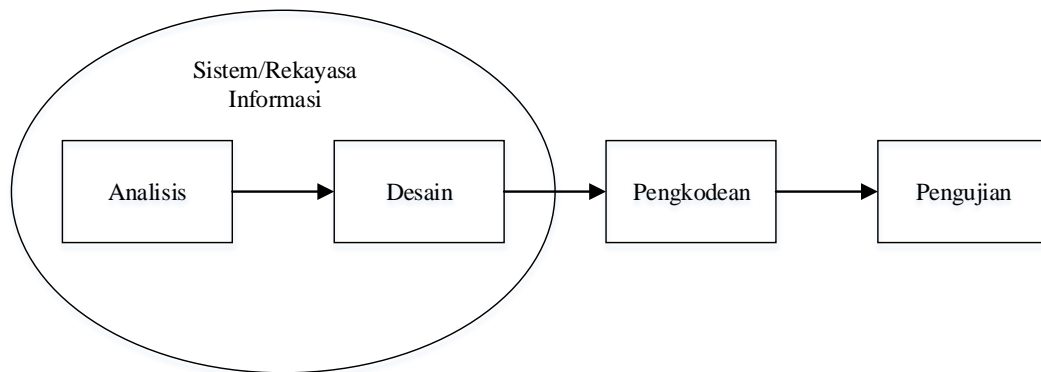 Sistem/Rekayasa
Informasi
Analisis
Desain
Pengkodean
Pengujian